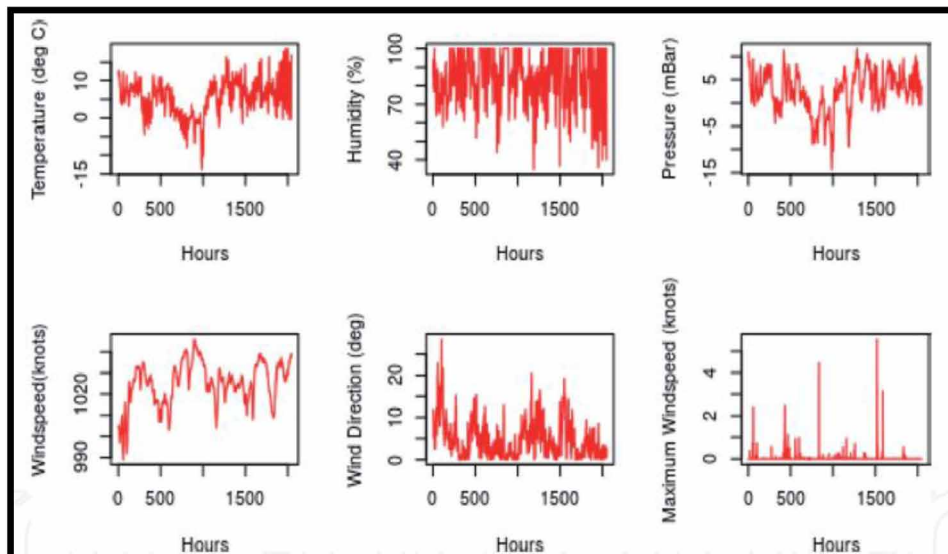 Temperature (deg C)
10
0
-15
0 500 1500
Hours
Humidity (%)
100
70
40
0 500 1500
Hours
Pressure (mBar)
5
-5
-15
0 500 1500
Hours
Windspeed(knots)
1020
990
0 500 1500
Hours
Wind Direction (deg)
20
10
0
0 500 1500
Hours
Maximum Windspeed (knots)
4
2
0
0 500 1500
Hours